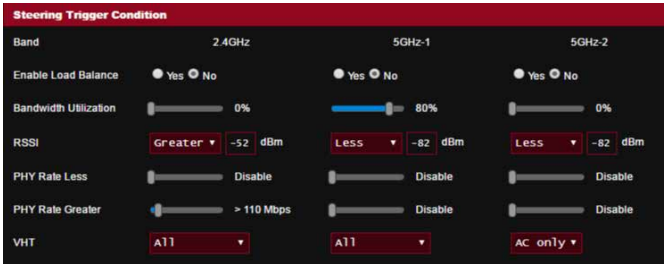 Steering Trigger Condition
Band 2.4GHz 5GHz-1 5GHz-2
Enable Load Balance Yes No Yes No Yes No
Bandwidth Utilization 0% 80% 0%
RSSI Greater -52 dBm Less -82 dBm Less -82 dBm
PHY Rate Less Disable Disable Disable
PHY Rate Greater > 110 Mbps Disable Disable
VHT All All AC only